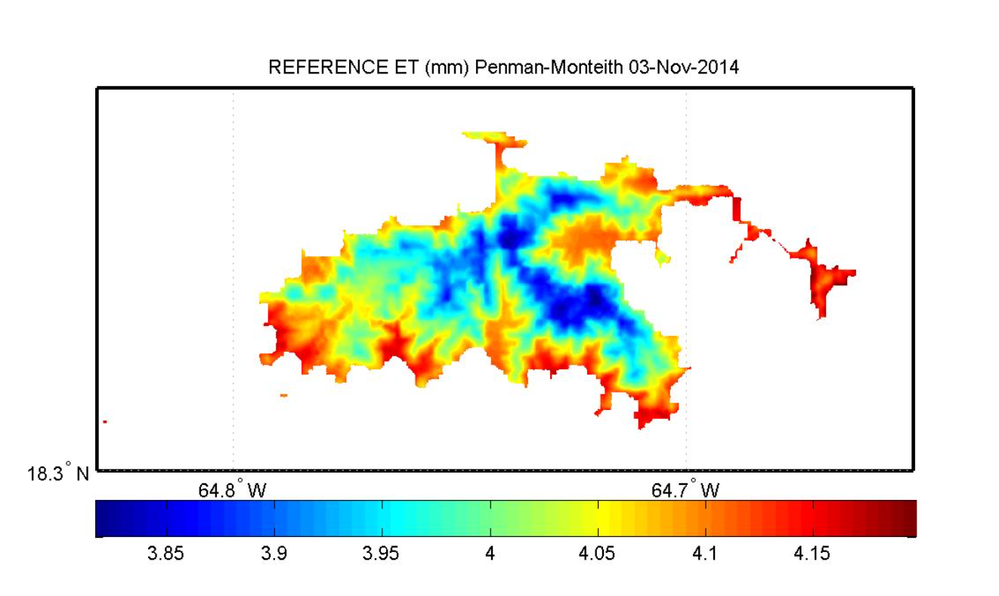 REFERENCE ET (mm) Penman-Monteith 03-Nov-2014
18.3° N
64.8° W 64.7° W
3.85 3.9 3.95 4 4.05 4.1 4.15